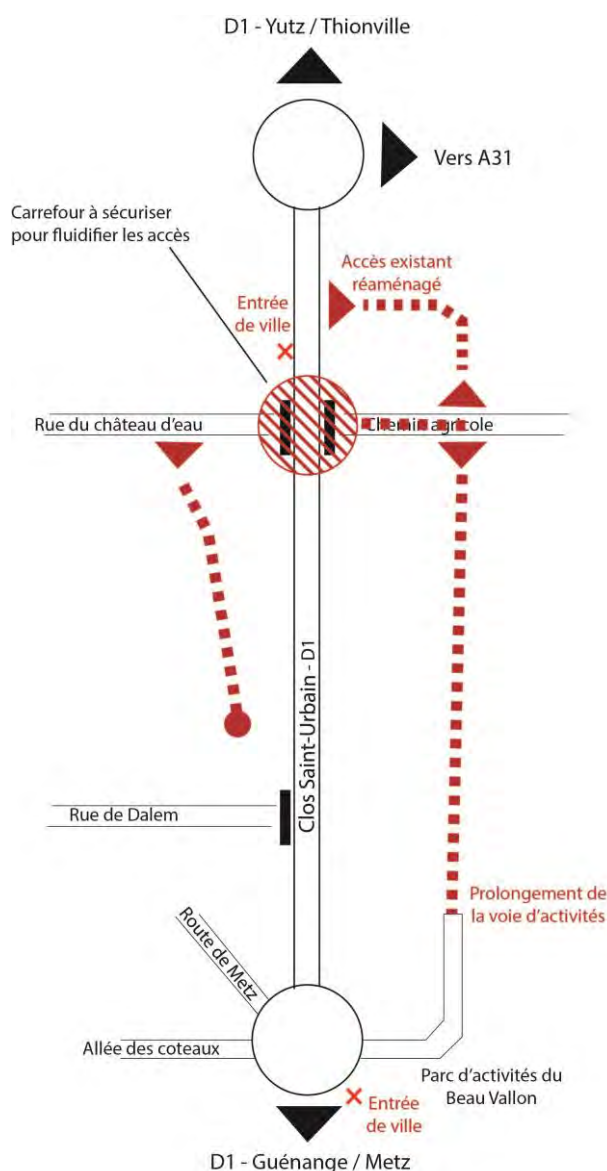 D1 - Yutz / Thionville
Vers A31
Carrefour à sécuriser
pour fluidifier les accès
Accès existant
réaménagé
Entrée
de ville
Rue du château d'eau
Chemin agricole
Clos Saint-Urbain - D1
Rue de Dalem
Prolongement de
la voie d'activités
Route de Metz
Allée des coteaux
Parc d'activités du
Beau Vallon
Entrée
de ville
D1 - Guénange / Metz